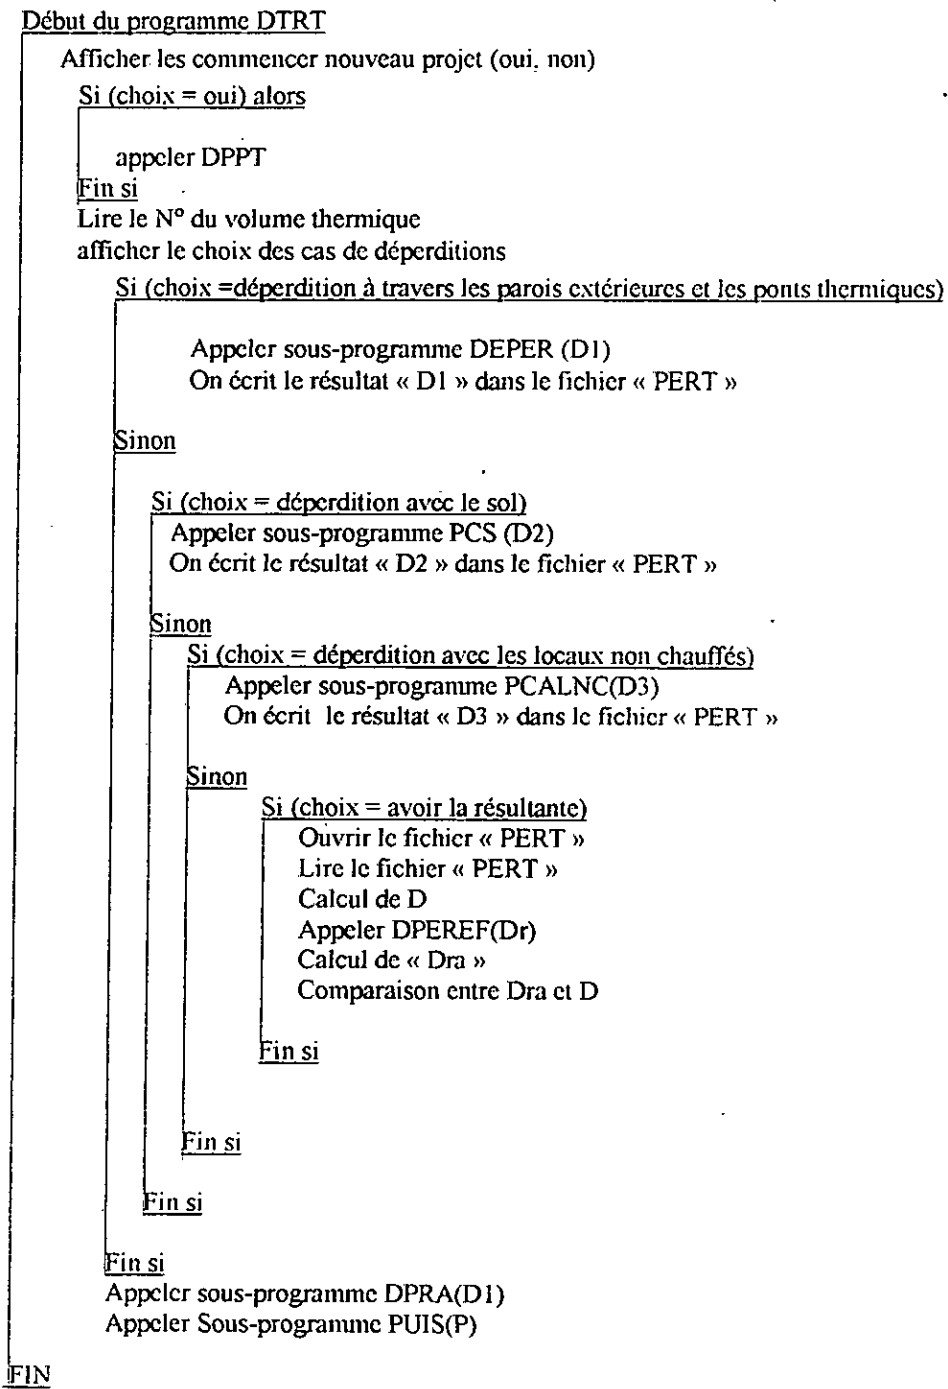 Début du programme DTRT
Afficher les commencer nouveau projet (oui, non)
Si (choix = oui) alors
appeler DPPT
Fin si
Lire le N° du volume thermique
afficher le choix des cas de déperditions
Si (choix =déperdition à travers les parois extérieures et les ponts thermiques)
Appeler sous-programme DEPER (D1)
On écrit le résultat « D1 » dans le fichier « PERT »
Sinon
Si (choix = déperdition avec le sol)
Appeler sous-programme PCS (D2)
On écrit le résultat « D2 » dans le fichier « PERT »
Sinon
Si (choix = déperdition avec les locaux non chauffés)
Appeler sous-programme PCALNC(D3)
On écrit le résultat « D3 » dans le fichier « PERT »
Sinon
Si (choix = avoir la résultante)
Ouvrir le fichier « PERT »
Lire le fichier « PERT »
Calcul de D
Appeler DPEREF(Dr)
Calcul de « Dra »
Comparaison entre Dra et D
Fin si
Fin si
Fin si
Fin si
Appeler sous-programme DPRA(D1)
Appeler Sous-programme PUIS(P)
FIN